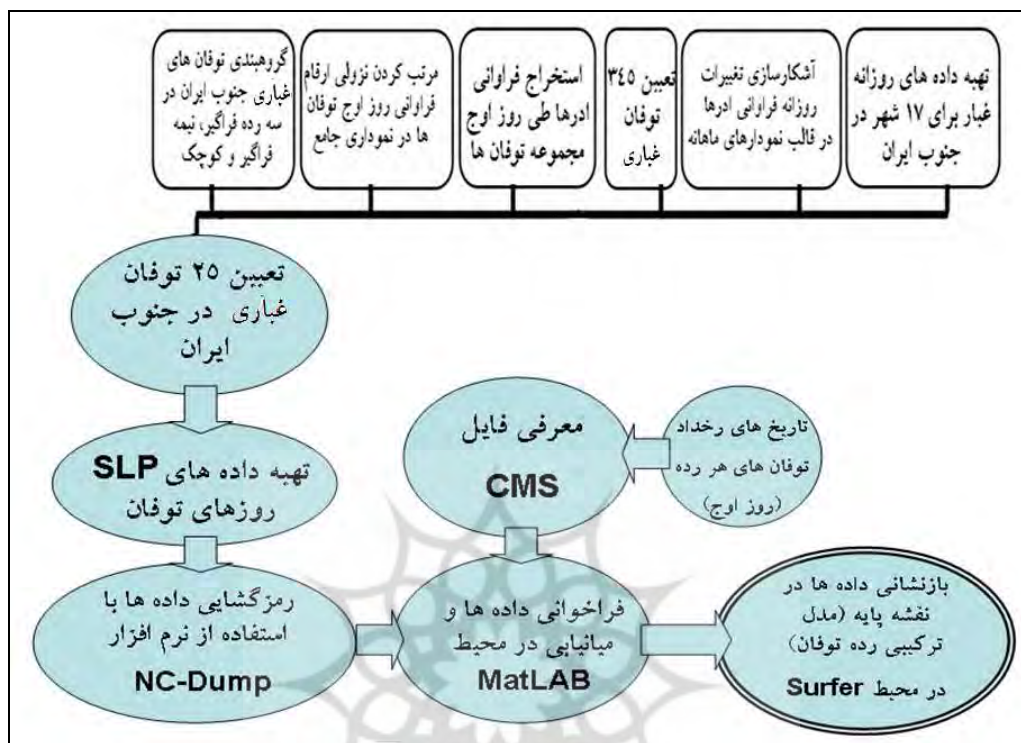 تهیه داده های روزانه
غبار برای ۱۷ شهر در
جنوب ایران
آشکارسازی تغییرات
روزانه فراوانی ادرها
در قالب نمودارهای ماهانه
تعیین ۳٤٥
توفان
غباری
استخراج فراوانی
ادرها طی روز اوج
مجموعه توفان ها
مرتب کردن نزولی ارقام
فراوانی روز اوج توفان
ها در نموداری جامع
گروهبندی توفان های
غباری جنوب ایران در
سه رده فراگیر، نیمه
فراگیر و کوچک
تعیین ۲٥ توفان
غباری در جنوب
ایران
تهیه داده های SLP
روزهای توفان
رمزگشایی داده ها با
استفاده از نرم افزار
NC-Dump
تاریخ های رخداد
توفان های هر رده
(روز اوج)
معرفی فایل
CMS
فراخوانی داده ها و
میانیابی در محیط
MatLAB
بازنشانی داده ها در
نقشه پایه (مدل
ترکیبی رده توفان)
در محیط Surfer